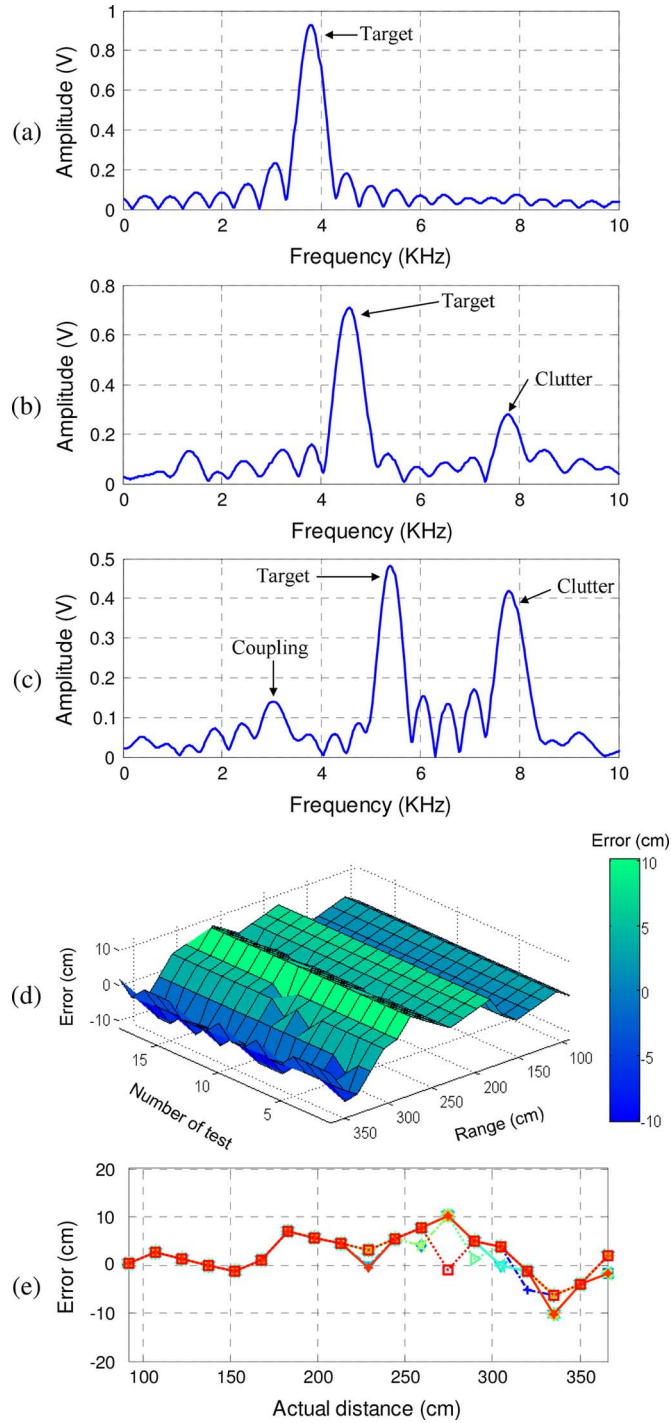 (a)
Amplitude (V)
1
0.8
0.6
0.4
0.2
0
Target
0 2 4 6 8 10
Frequency (KHz)
(b)
Amplitude (V)
0.8
0.6
0.4
0.2
0
Target
Clutter
0 2 4 6 8 10
Frequency (KHz)
(c)
Amplitude (V)
0.5
0.4
0.3
0.2
0.1
0
Target
Clutter
Coupling
0 2 4 6 8 10
Frequency (KHz)
(d)
Error (cm)
10
0
-10
15
10
5
Number of test
350
300
250
200
150
100
Range (cm)
Error (cm)
10
5
0
-5
-10
(e)
Error (cm)
20
10
0
-10
-20
100 150 200 250 300 350
Actual distance (cm)